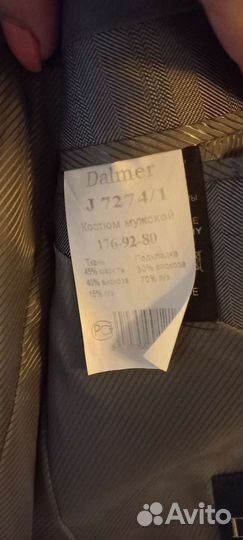 Dalmer
J 7274/1
Костюм мужской
176-92-80
Ткань Подкладка
45% шерсть 30% вискоза
40% вискоза 70% п/э
15% п/э
РС
Avito